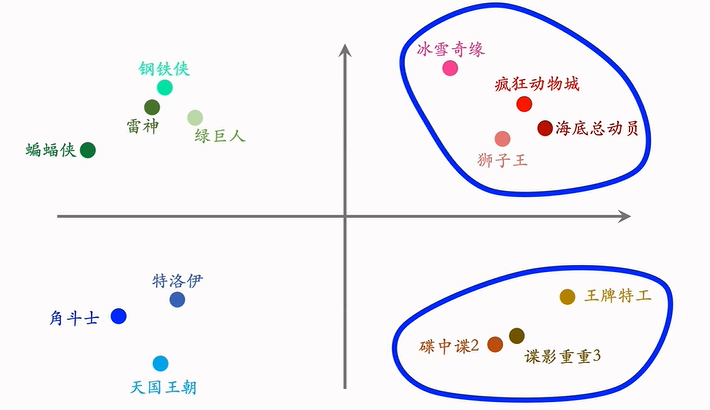 冰雪奇缘
钢铁侠
疯狂动物城
雷神
绿巨人
海底总动员
蝙蝠侠
狮子王
特洛伊
王牌特工
角斗士
碟中谍2
谍影重重3
天国王朝